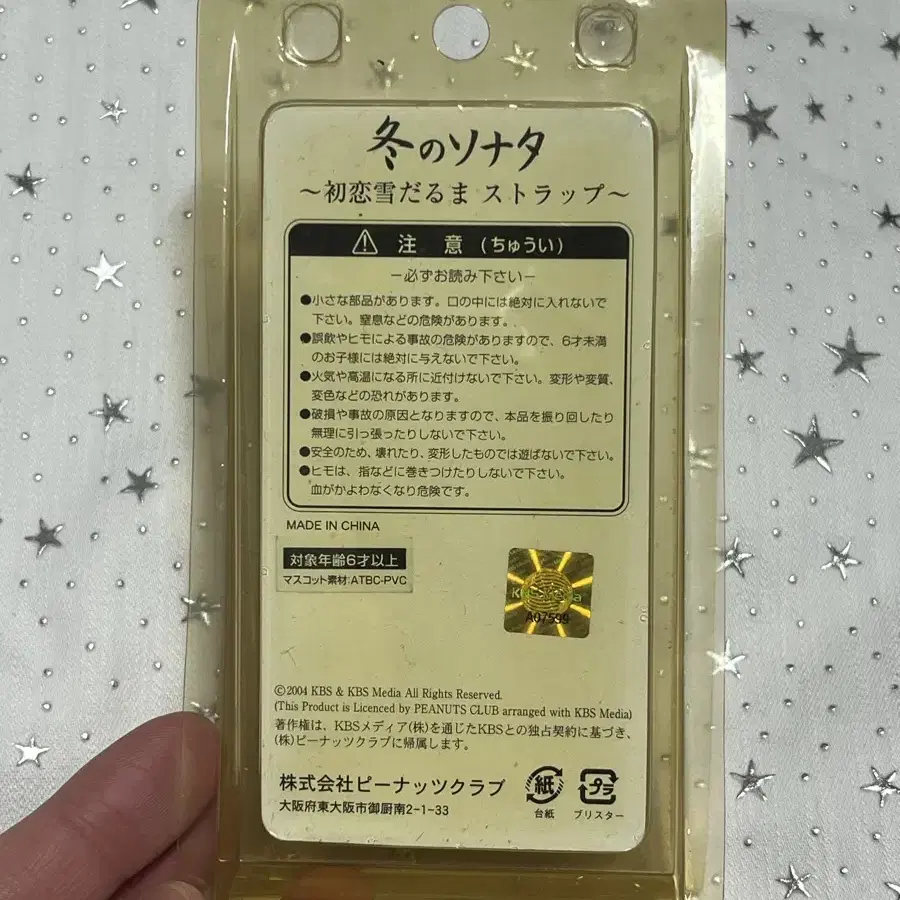 冬のソナタ
～初恋雪だるま ストラップ～
注 意 (ちゅうい)
－必ずお読み下さい－
●小さな部品があります。口の中には絶対に入れないで
下さい。窒息などの危険があります。
●誤飲やヒモによる事故の危険がありますので、6才未満
のお子様には絶対に与えないで下さい。
●火気や高温になる所に近付けないで下さい。変形や変質、
変色などの恐れがあります。
●破損や事故の原因となりますので、本品を振り回したり
無理に引っ張ったりしないで下さい。
●安全のため、壊れたり、変形したものでは遊ばないで下さい。
●ヒモは、指などに巻きつけたりしないで下さい。
血がかよわなくなり危険です。
MADE IN CHINA
対象年齢6才以上
マスコット素材:ATBC-PVC
KBS Media
A07599
©2004 KBS & KBS Media All Rights Reserved.
(This Product is Licenced by PEANUTS CLUB arranged with KBS Media)
著作権は、KBSメディア(株)を通じたKBSとの独占契約に基づき、
(株)ピーナッツクラブに帰属します。
株式会社ピーナッツクラブ
大阪府東大阪市御厨南2-1-33
紙
台紙
プラ
ブリスター